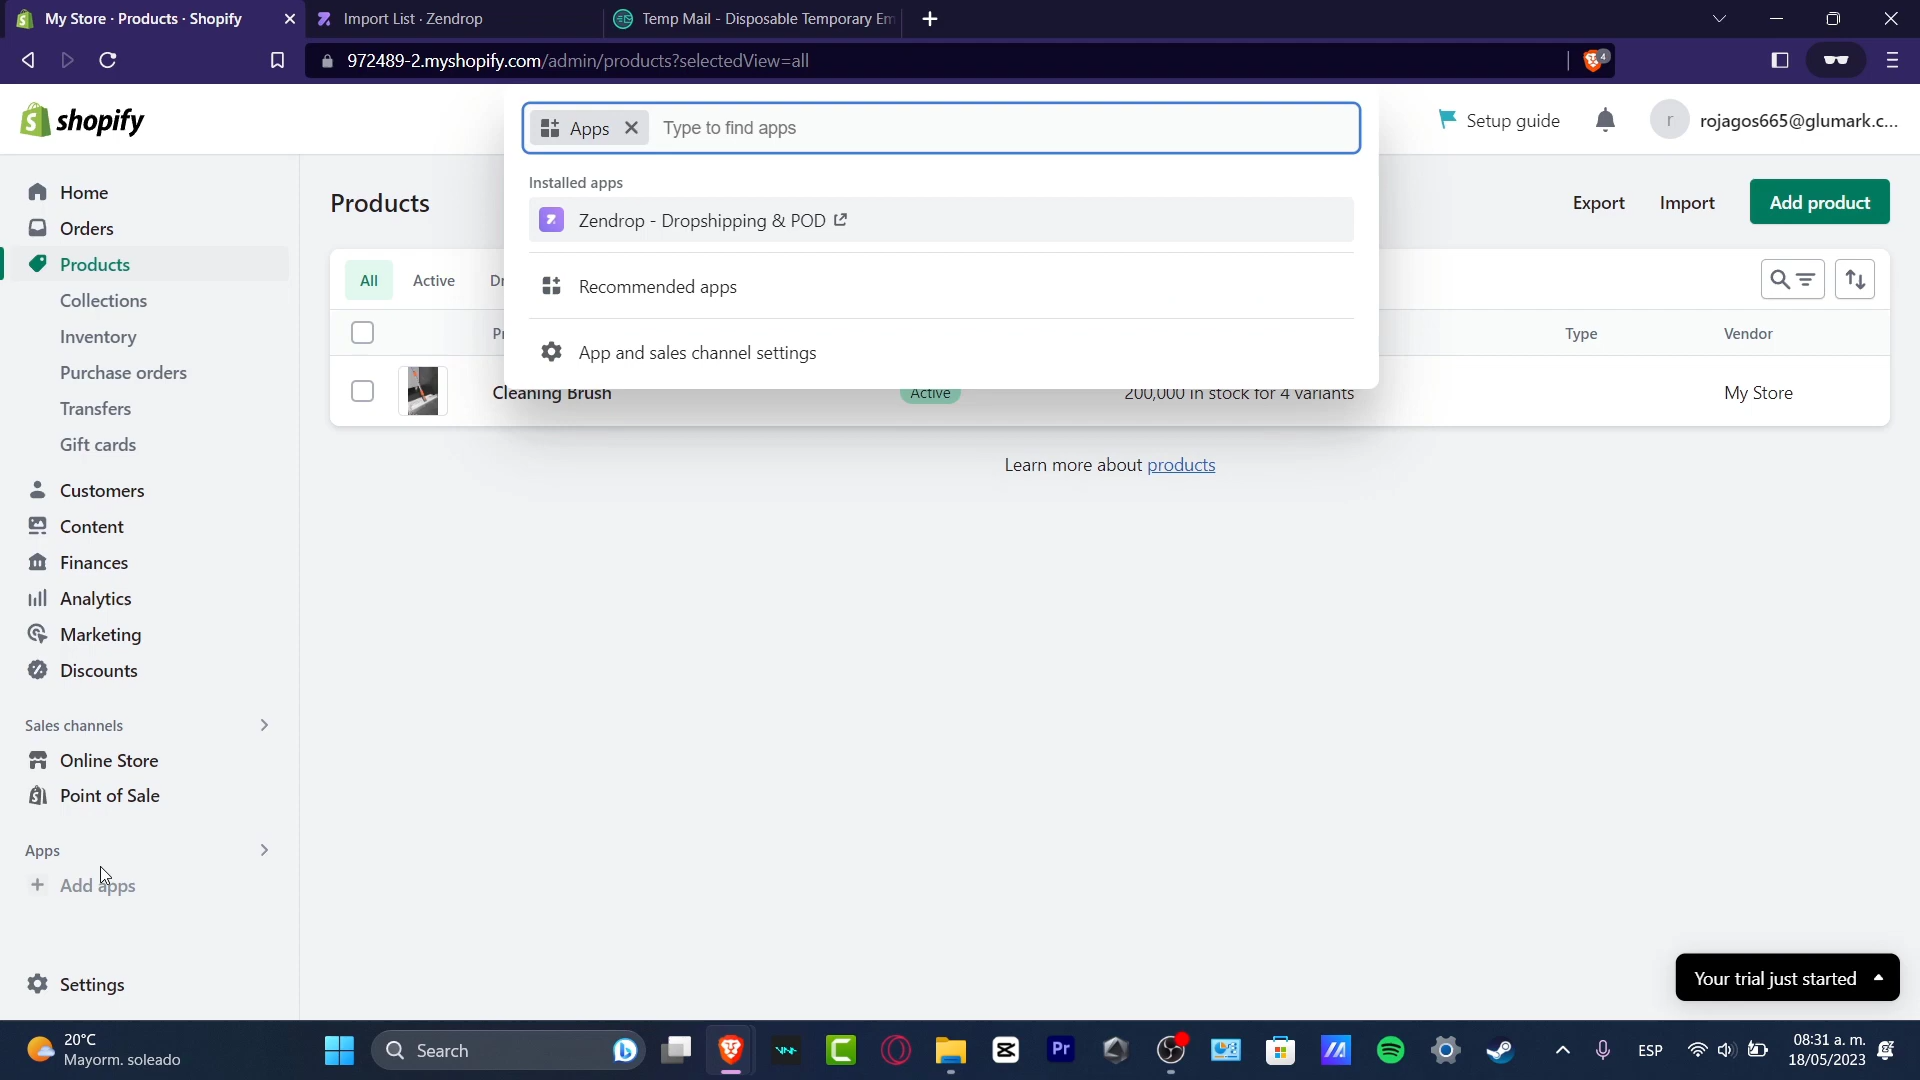 My Store · Products · Shopify
Import List · Zendrop
Temp Mail - Disposable Temporary Em
972489-2.myshopify.com/admin/products?selectedView=all
4
shopify
Apps
Type to find apps
Setup guide
r
rojagos665@glumark.c...
Installed apps
Zendrop - Dropshipping & POD
Recommended apps
App and sales channel settings
Home
Orders
Products
Collections
Inventory
Purchase orders
Transfers
Gift cards
Customers
Content
Finances
Analytics
Marketing
Discounts
Sales channels
Online Store
Point of Sale
Apps
Add apps
Settings
Products
Export
Import
Add product
All
Active
Type
Vendor
Cleaning Brush
Active
200,000 in stock for 4 variants
My Store
Learn more about products
Your trial just started
20°C
Mayorm. soleado
Search
Pr
ESP
08:31 a. m.
18/05/2023